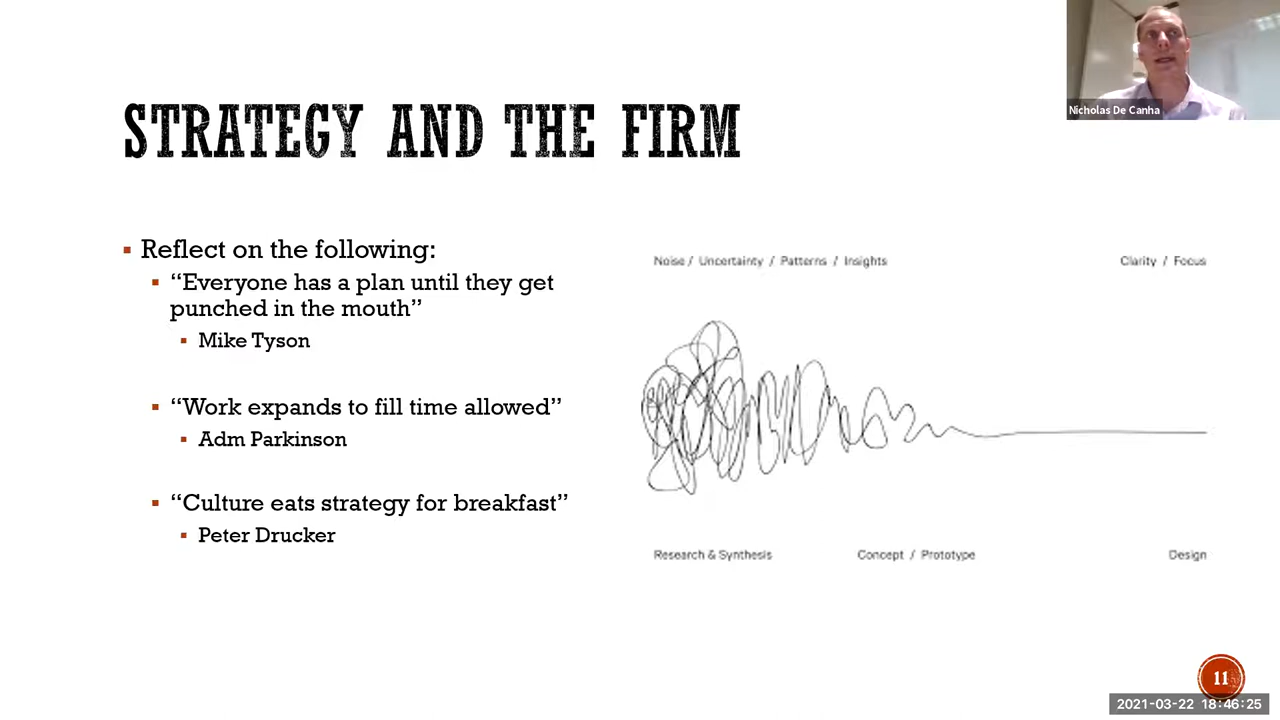 Nicholas De Canha
STRATEGY AND THE FIRM
Reflect on the following:
“Everyone has a plan until they get
punched in the mouth”
Mike Tyson
“Work expands to fill time allowed”
Adm Parkinson
“Culture eats strategy for breakfast”
Peter Drucker
Noise / Uncertainty / Patterns / Insights
Clarity / Focus
Research & Synthesis
Concept / Prototype
Design
11
2021-03-22 18:46:25